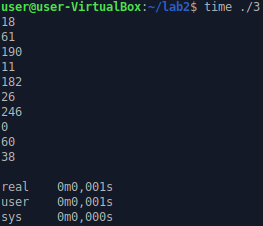 user@user-VirtualBox:~/lab2$ time ./3
18
61
190
11
182
26
246
0
60
38
real 0m0,001s
user 0m0,001s
sys 0m0,000s